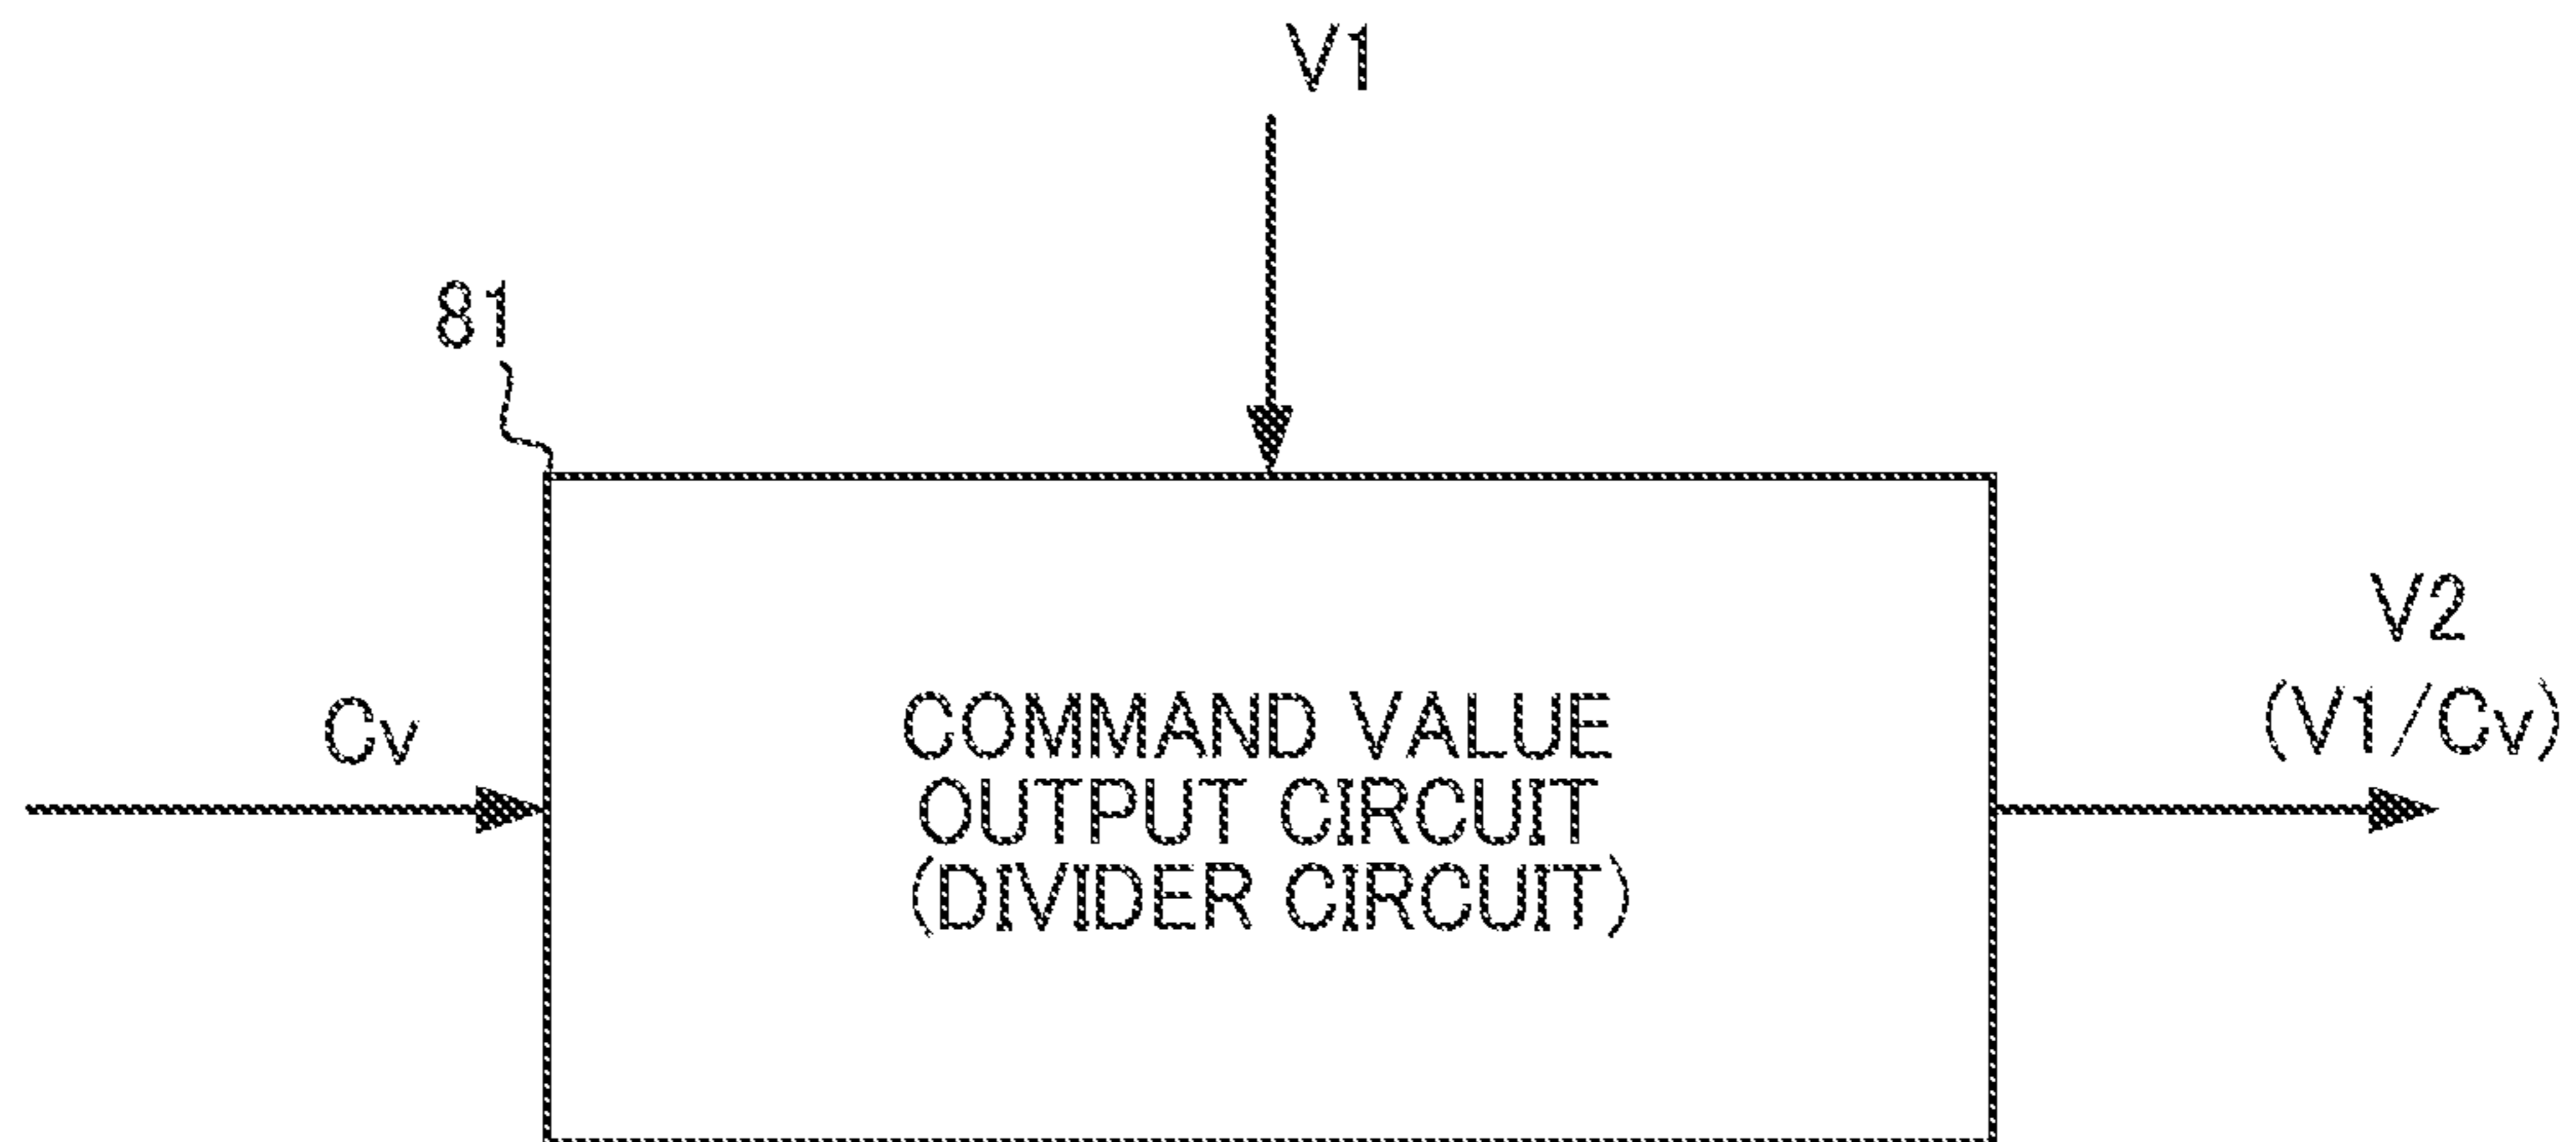 V1
81
Cv
COMMAND VALUE
OUTPUT CIRCUIT
(DIVIDER CIRCUIT)
V2
(V1/Cv)